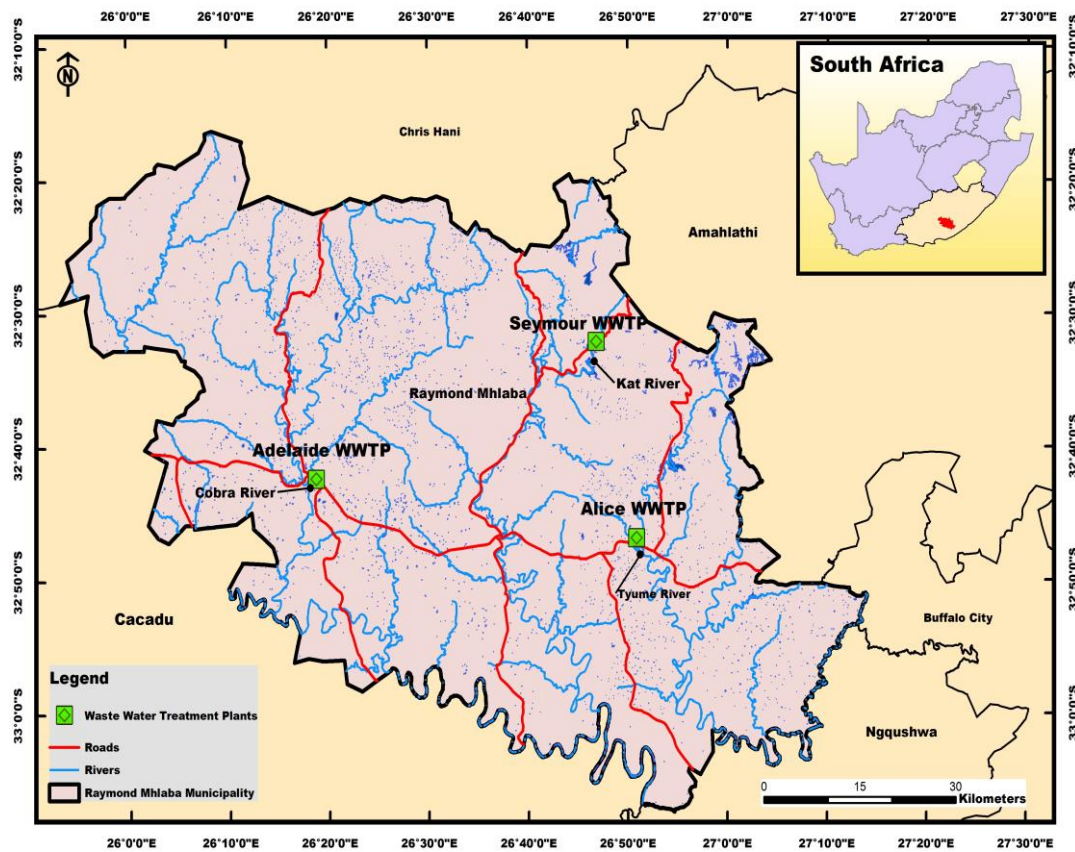 26°0'0"E 26°10'0"E 26°20'0"E 26°30'0"E 26°40'0"E 26°50'0"E 27°0'0"E 27°10'0"E 27°20'0"E 27°30'0"E
32°10'0"S
32°20'0"S
32°30'0"S
32°40'0"S
32°50'0"S
33°0'0"S
N
South Africa
Chris Hani
Amahlathi
Seymour WWTP
Kat River
Raymond Mhlaba
Adelaide WWTP
Cobra River
Alice WWTP
Tyume River
Cacadu
Buffalo City
Ngqushwa
Legend
Waste Water Treatment Plants
Roads
Rivers
Raymond Mhlaba Municipality
0 15 30
Kilometers
32°10'0"S
32°20'0"S
32°30'0"S
32°40'0"S
32°50'0"S
33°0'0"S
26°0'0"E 26°10'0"E 26°20'0"E 26°30'0"E 26°40'0"E 26°50'0"E 27°0'0"E 27°10'0"E 27°20'0"E 27°30'0"E